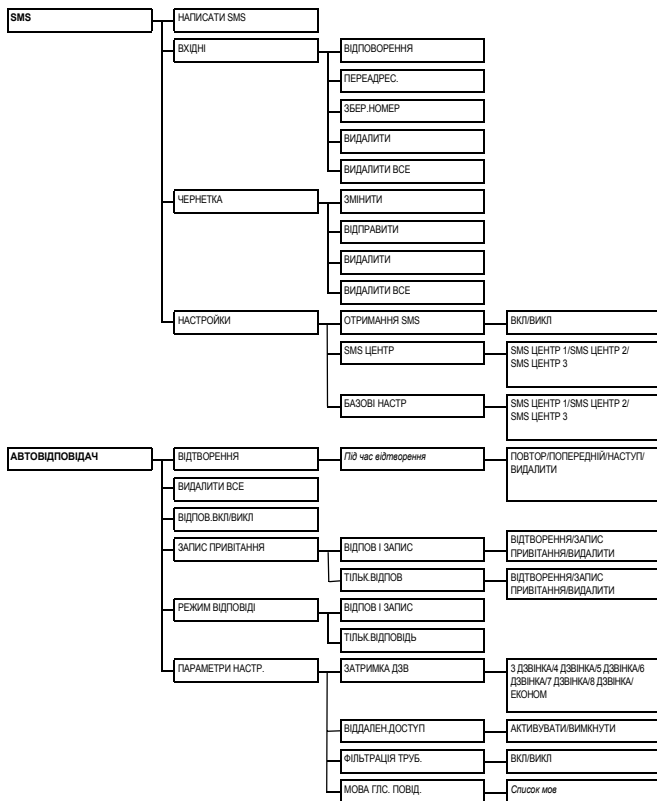 SMS
НАПИСАТИ SMS
ВХІДНІ
ВІДПОВОРЕННЯ
ПЕРЕАДРЕС.
ЗБЕР.НОМЕР
ВИДАЛИТИ
ВИДАЛИТИ ВСЕ
ЧЕРНЕТКА
ЗМІНИТИ
ВІДПРАВИТИ
ВИДАЛИТИ
ВИДАЛИТИ ВСЕ
НАСТРОЙКИ
ОТРИМАННЯ SMS
ВКЛ/ВИКЛ
SMS ЦЕНТР
SMS ЦЕНТР 1/SMS ЦЕНТР 2/
SMS ЦЕНТР 3
БАЗОВІ НАСТР
SMS ЦЕНТР 1/SMS ЦЕНТР 2/
SMS ЦЕНТР 3
АВТОВІДПОВІДАЧ
ВІДТВОРЕННЯ
Під час відтворення
ПОВТОР/ПОПЕРЕДНІЙ/НАСТУП/
ВИДАЛИТИ
ВИДАЛИТИ ВСЕ
ВІДПОВ.ВКЛ/ВИКЛ
ЗАПИС ПРИВІТАННЯ
ВІДПОВ І ЗАПИС
ВІДТВОРЕННЯ/ЗАПИС
ПРИВІТАННЯ/ВИДАЛИТИ
ТІЛЬК.ВІДПОВ
ВІДТВОРЕННЯ/ЗАПИС
ПРИВІТАННЯ/ВИДАЛИТИ
РЕЖИМ ВІДПОВІДІ
ВІДПОВ І ЗАПИС
ТІЛЬК.ВІДПОВІДЬ
ПАРАМЕТРИ НАСТР.
ЗАТРИМКА ДЗВ
3 ДЗВІНКА/4 ДЗВІНКА/5 ДЗВІНКА/6
ДЗВІНКА/7 ДЗВІНКА/8 ДЗВІНКА/
ЕКОНОМ
ВІДДАЛЕН.ДОСТУП
АКТИВУВАТИ/ВИМКНУТИ
ФІЛЬТРАЦІЯ ТРУБ.
ВКЛ/ВИКЛ
МОВА ГЛС. ПОВІД.
Список мов